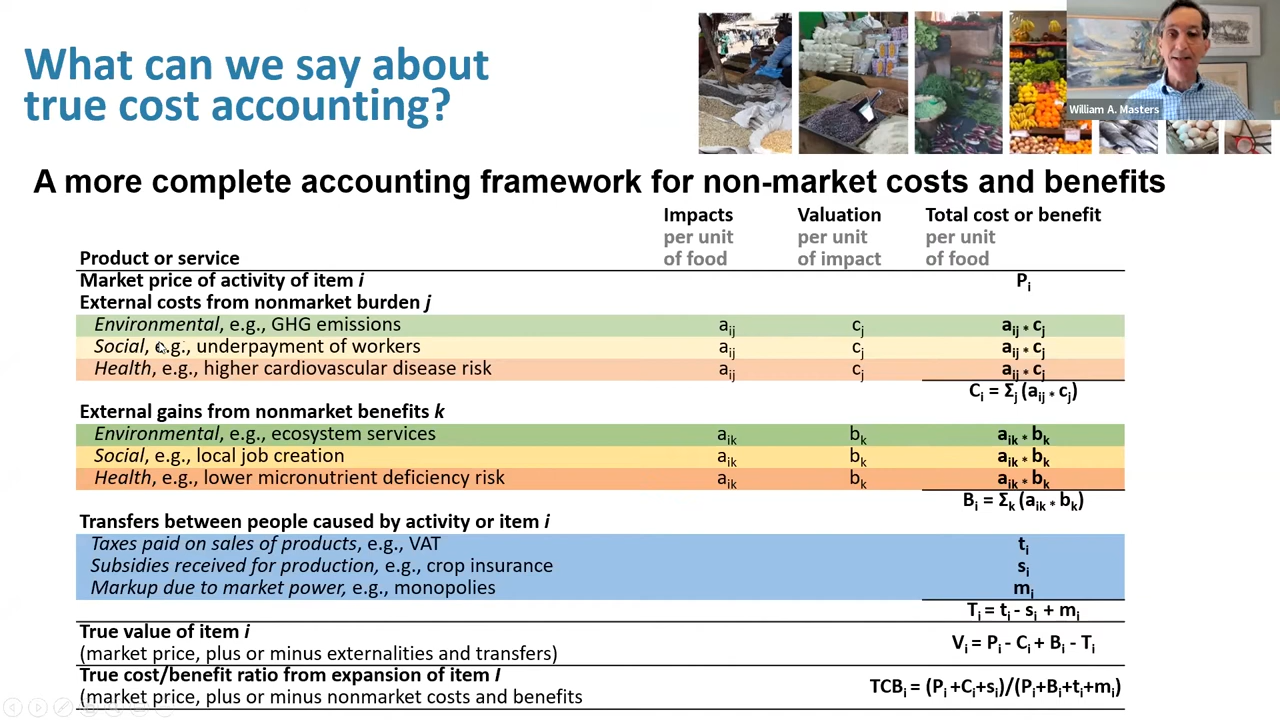 What can we say about
true cost accounting?
William A. Masters
A more complete accounting framework for non-market costs and benefits
Impacts Valuation Total cost or benefit
per unit per unit per unit
Product or service of food of impact of food
Market price of activity of item i Pi
External costs from nonmarket burden j
Environmental, e.g., GHG emissions aij cj aij * cj
Social, e.g., underpayment of workers aij cj aij * cj
Health, e.g., higher cardiovascular disease risk aij cj aij * cj
Ci = Σj (aij * cj)
External gains from nonmarket benefits k
Environmental, e.g., ecosystem services aik bk aik * bk
Social, e.g., local job creation aik bk aik * bk
Health, e.g., lower micronutrient deficiency risk aik bk aik * bk
Bi = Σk (aik * bk)
Transfers between people caused by activity or item i
Taxes paid on sales of products, e.g., VAT ti
Subsidies received for production, e.g., crop insurance si
Markup due to market power, e.g., monopolies mi
Ti = ti - si + mi
True value of item i
(market price, plus or minus externalities and transfers) Vi = Pi - Ci + Bi - Ti
True cost/benefit ratio from expansion of item I
(market price, plus or minus nonmarket costs and benefits TCBi = (Pi +Ci+si)/(Pi+Bi+ti+mi)